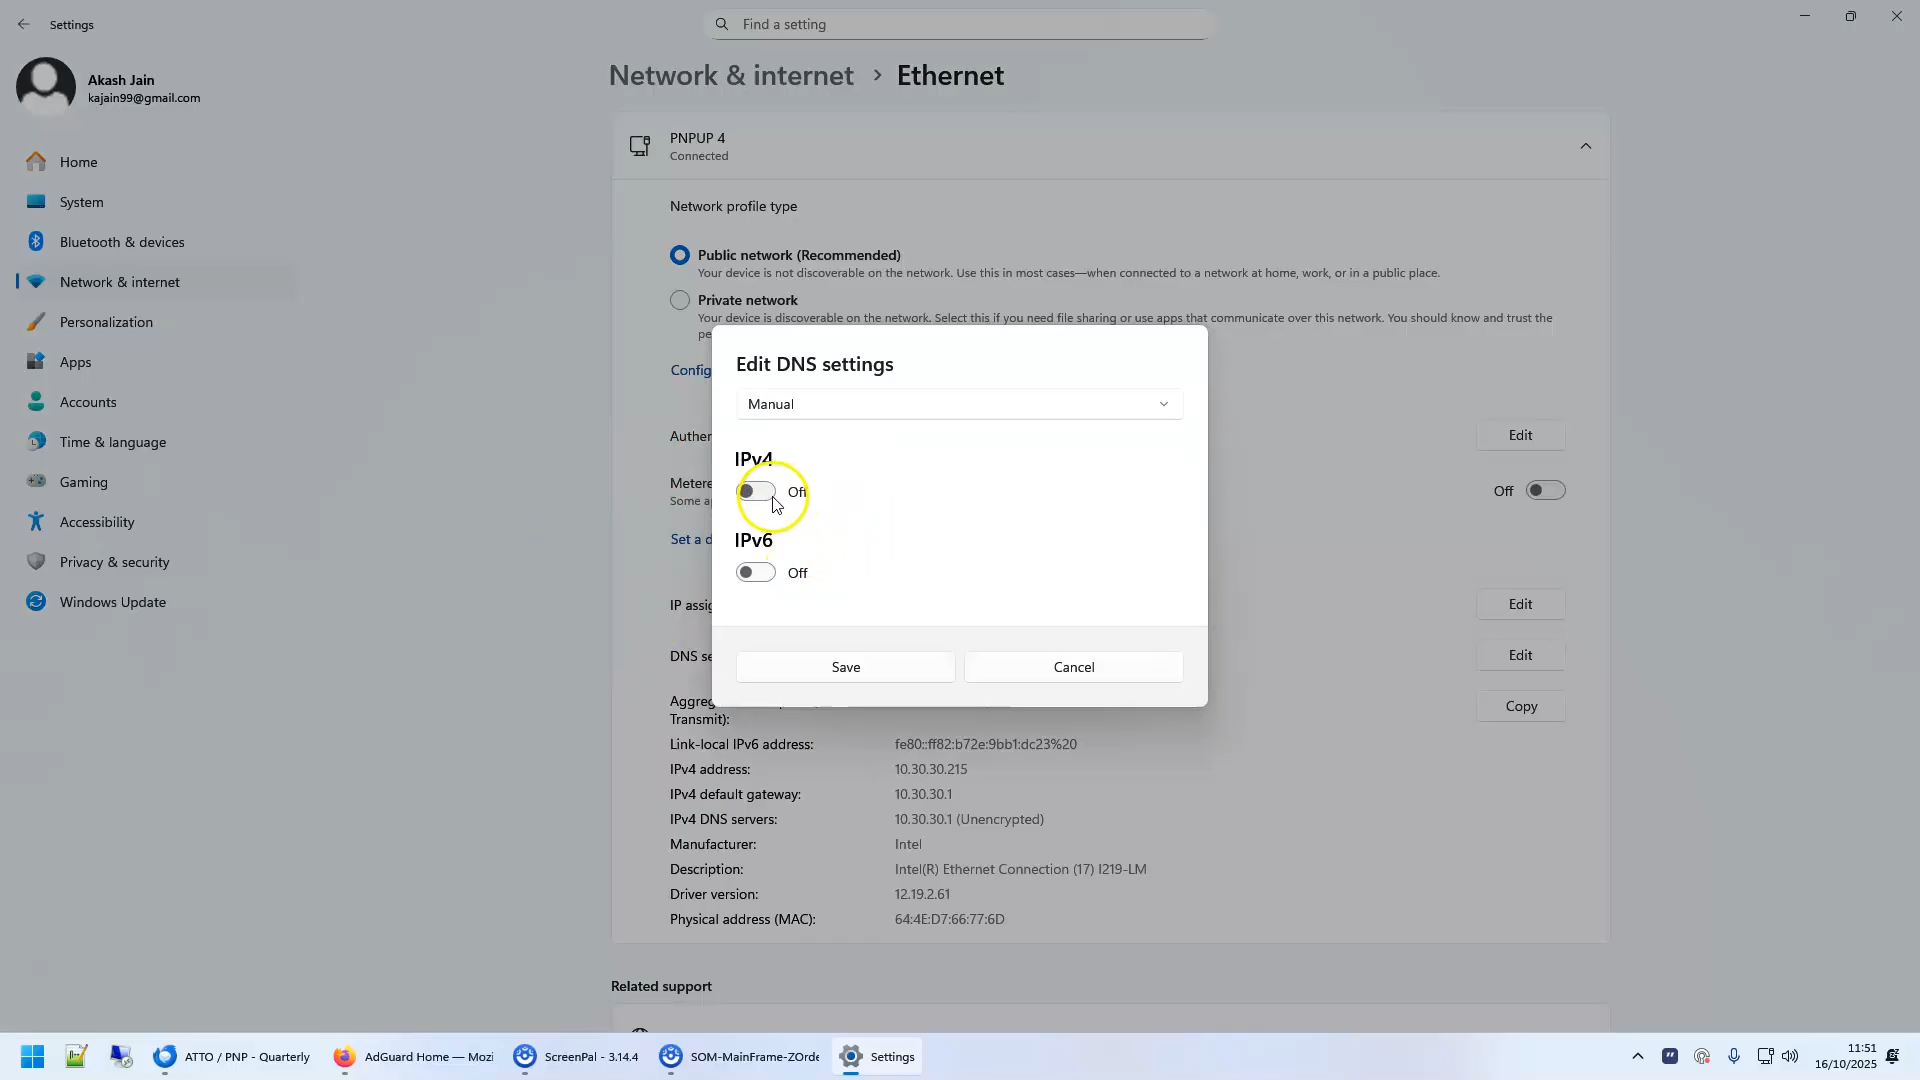 Settings
Find a setting
Akash Jain
kajain99@gmail.com
Home
System
Bluetooth & devices
Network & internet
Personalization
Apps
Accounts
Time & language
Gaming
Accessibility
Privacy & security
Windows Update
Network & internet > Ethernet
PNPUP 4
Connected
Network profile type
Public network (Recommended)
Your device is not discoverable on the network. Use this in most cases—when connected to a network at home, work, or in a public place.
Private network
Your device is discoverable on the network. Select this if you need file sharing or use apps that communicate over this network. You should know and trust the
pe
Config
Authen
Edit
Metere
Some a
Off
Set a d
IP assig
Edit
DNS se
Edit
Edit DNS settings
Manual
IPv4
Off
IPv6
Off
Save
Cancel
Aggreg
Transmit):
Copy
Link-local IPv6 address: fe80::ff82:b72e:9bb1:dc23%20
IPv4 address: 10.30.30.215
IPv4 default gateway: 10.30.30.1
IPv4 DNS servers: 10.30.30.1 (Unencrypted)
Manufacturer: Intel
Description: Intel(R) Ethernet Connection (17) I219-LM
Driver version: 12.19.2.61
Physical address (MAC): 64:4E:D7:66:77:6D
Related support
ATTO / PNP - Quarterly
AdGuard Home — Mozi
ScreenPal - 3.14.4
SOM-MainFrame-ZOrde
Settings
11:51
16/10/2025